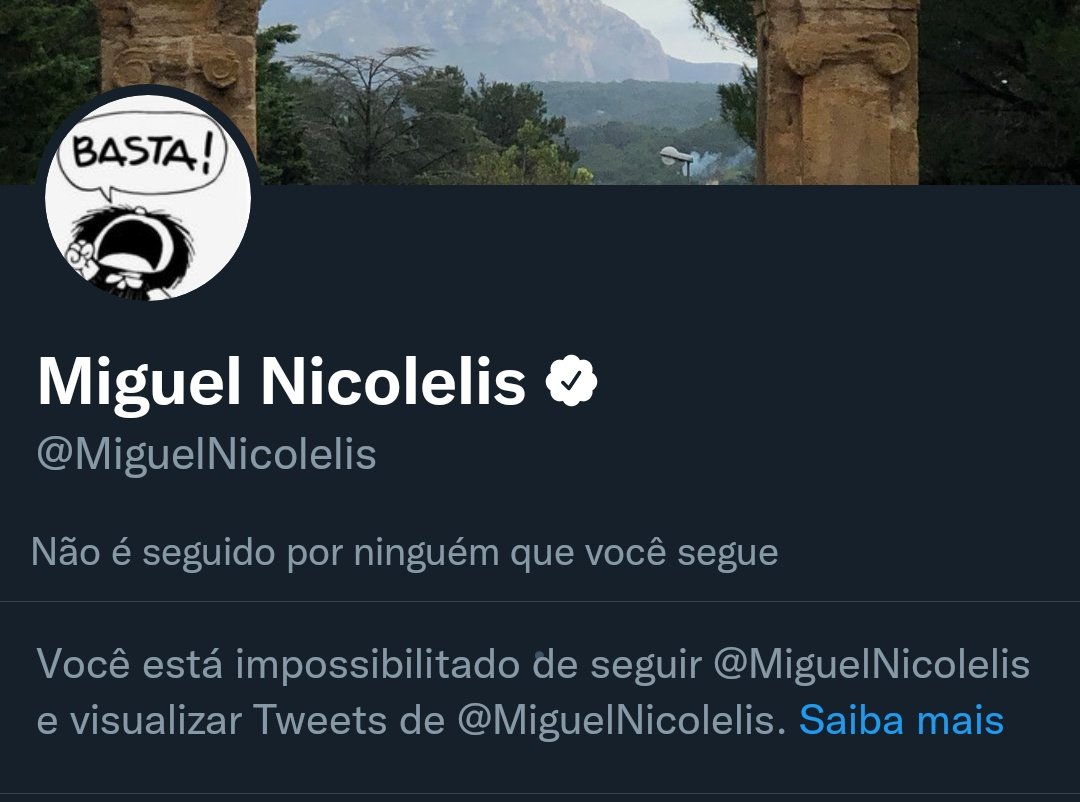 BASTA!
Miguel Nicolelis
@MiguelNicolelis
Não é seguido por ninguém que você segue
Você está impossibilitado de seguir @MiguelNicolelis
e visualizar Tweets de @MiguelNicolelis. Saiba mais